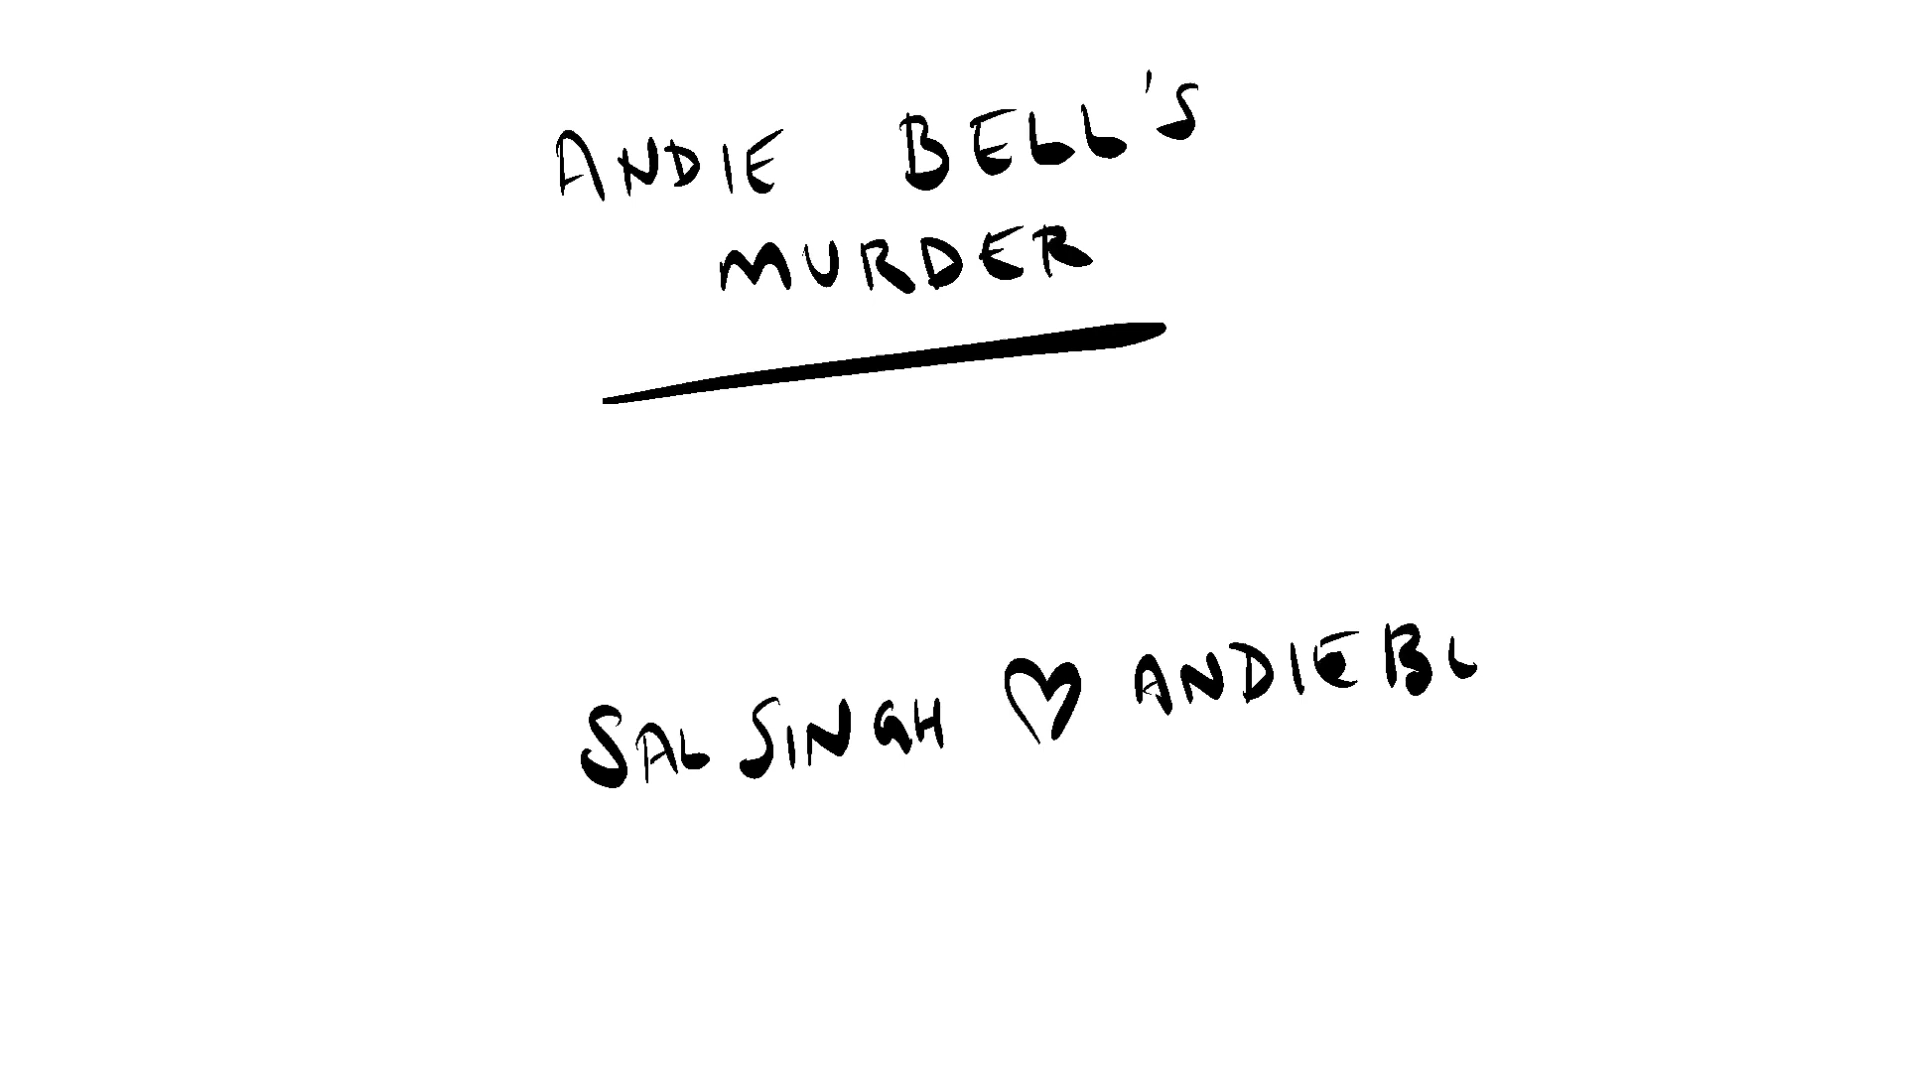 ANDIE BELL'S
MURDER
SAL SINGH ♡ ANDIE BL